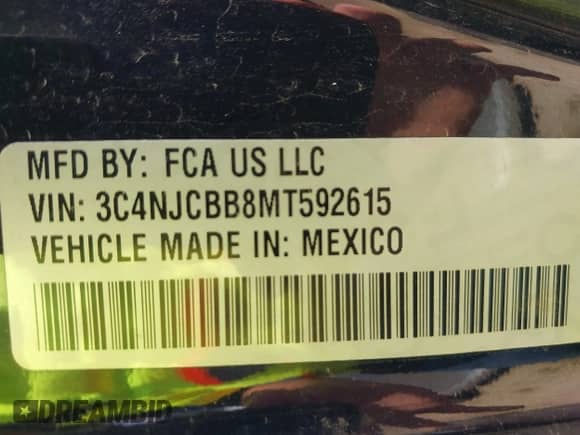 MFD BY: FCA US LLC
VIN: 3C4NJCBB8MT592615
VEHICLE MADE IN: MEXICO
DREAMBID